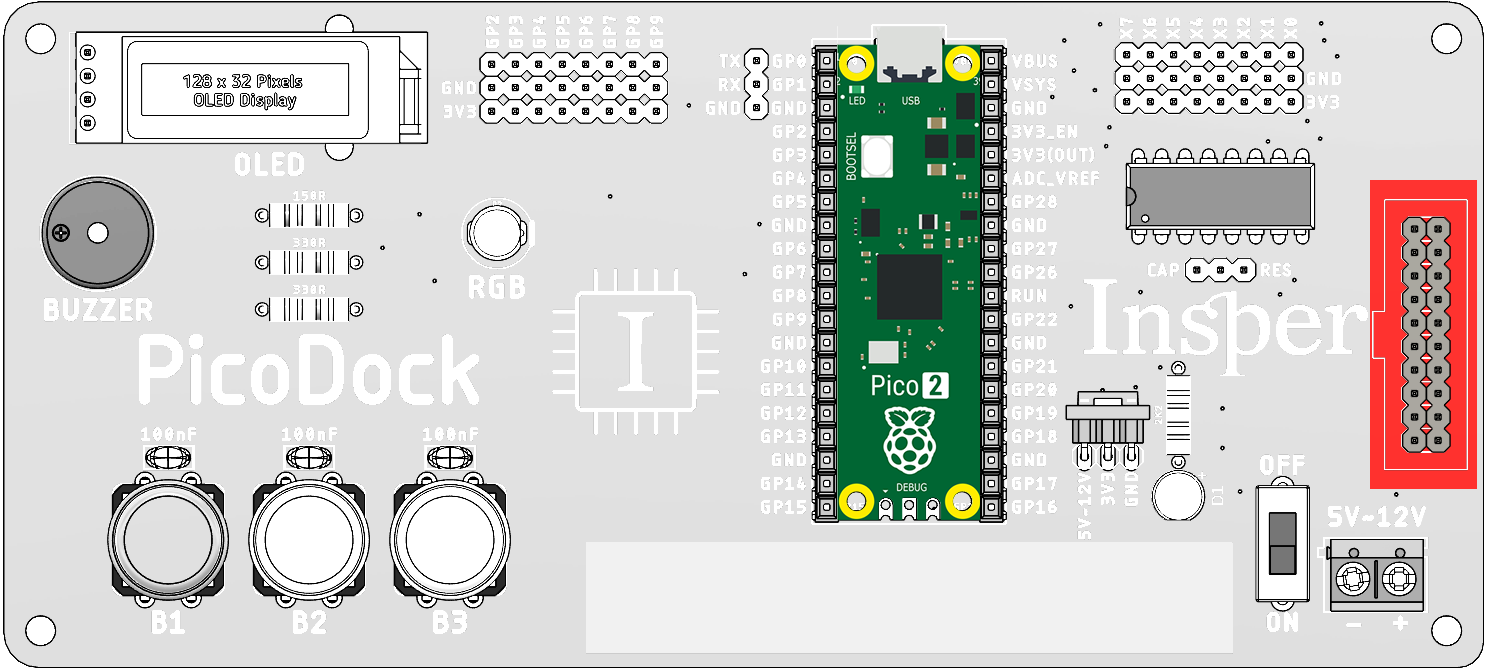 GP2 GP3 GP4 GP5 GP6 GP7 GP8 GP9
GND
3V3
128 x 32 Pixels
OLED Display
OLED
BUZZER
150R
330R
330R
RGB
PicoDock
I
100nF 100nF 100nF
B1 B2 B3
TX
RX
GND
GP0
GP1
GND
GP2
GP3
GP4
GP5
GND
GP6
GP7
GP8
GP9
GND
GP10
GP11
GP12
GP13
GND
GP14
GP15
LED
USB
BOOTSEL
Pico 2
DEBUG
VBUS
VSYS
GND
3V3_EN
3V3(OUT)
ADC_VREF
GP28
GND
GP27
GP26
RUN
GP22
GND
GP21
GP20
GP19
GP18
GND
GP17
GP16
X7 X6 X5 X4 X3 X2 X1 X0
GND
3V3
CAP RES
Insper
5V-12V 3V3 GND
D1
OFF
ON
5V~12V
- +